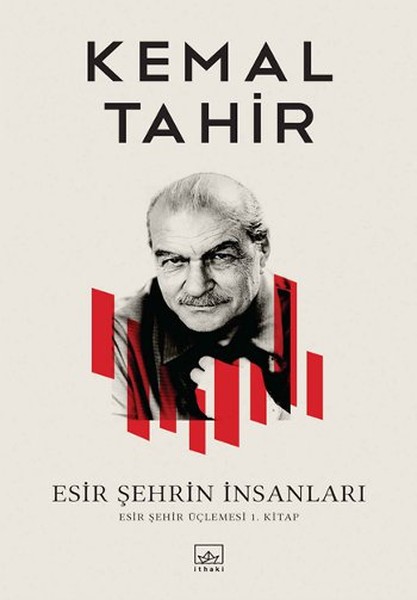 KEMAL
TAHİR
ESİR ŞEHRİN İNSANLARI
ESİR ŞEHİR ÜÇLEMESİ 1. KİTAP
ithaki